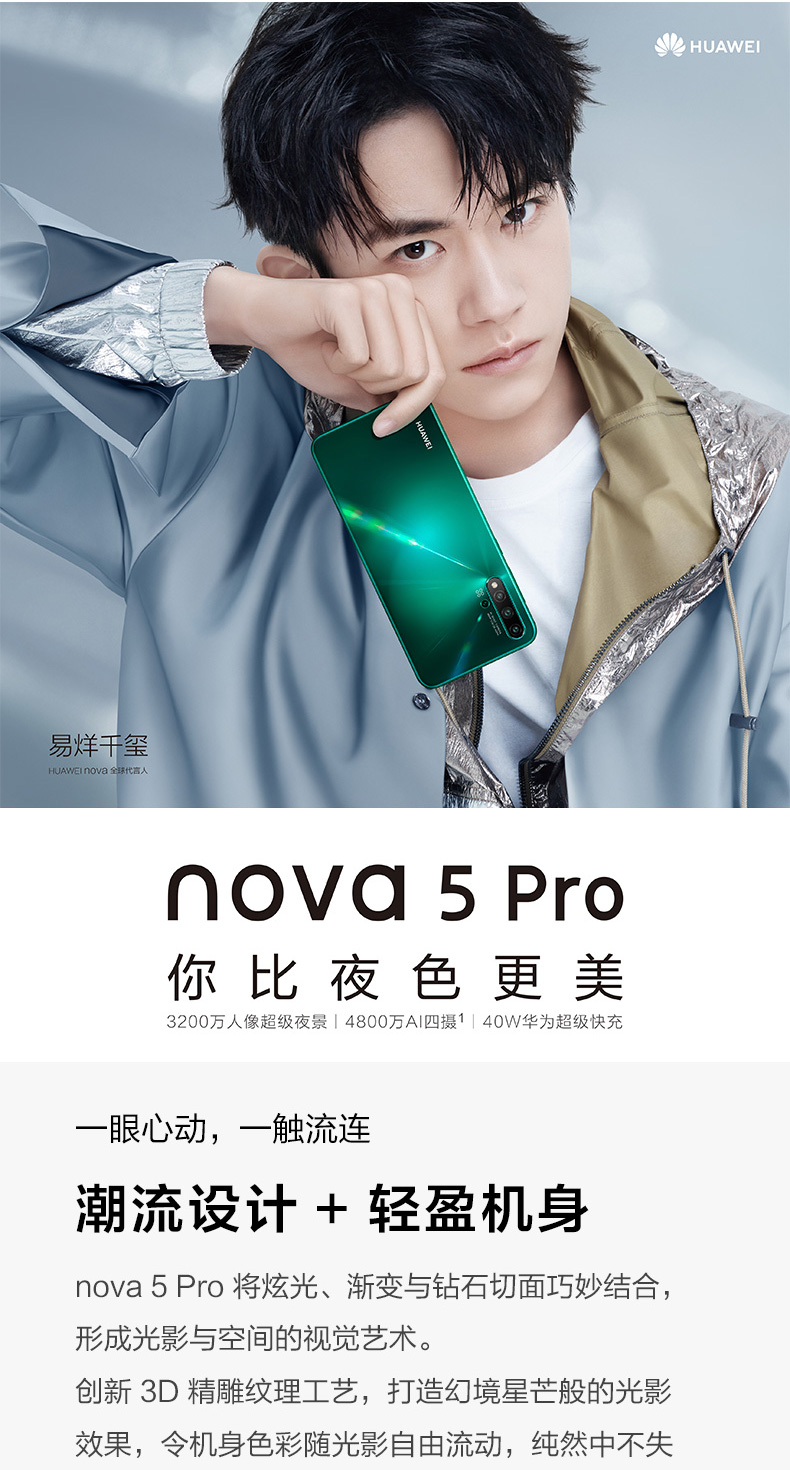 HUAWEI
HUAWEI
易烊千玺
HUAWEI nova 全球代言人
nova 5 Pro
你比夜色更美
3200万人像超级夜景 | 4800万AI四摄¹ | 40W华为超级快充
一眼心动，一触流连
潮流设计 + 轻盈机身
nova 5 Pro 将炫光、渐变与钻石切面巧妙结合，
形成光影与空间的视觉艺术。
创新 3D 精雕纹理工艺，打造幻境星芒般的光影
效果，令机身色彩随光影自由流动，纯然中不失